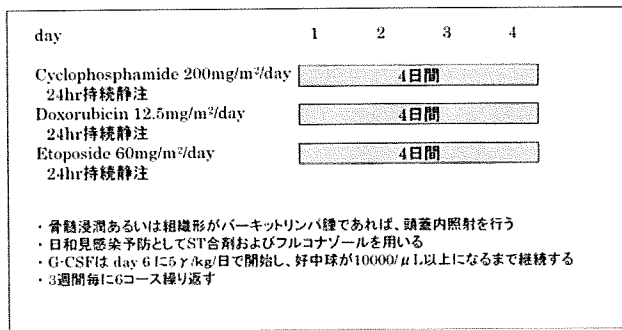 day 1 2 3 4
Cyclophosphamide 200mg/m²/day 4日間
24hr持続静注
Doxorubicin 12.5mg/m²/day 4日間
24hr持続静注
Etoposide 60mg/m²/day 4日間
24hr持続静注
・骨髄浸潤あるいは組織形がバーキットリンパ腫であれば、頭蓋内照射を行う
・日和見感染予防としてST合剤およびフルコナゾールを用いる
・G-CSFは day 6 に5γ/kg/日で開始し、好中球が10000/μL以上になるまで継続する
・3週間毎に6コース繰り返す